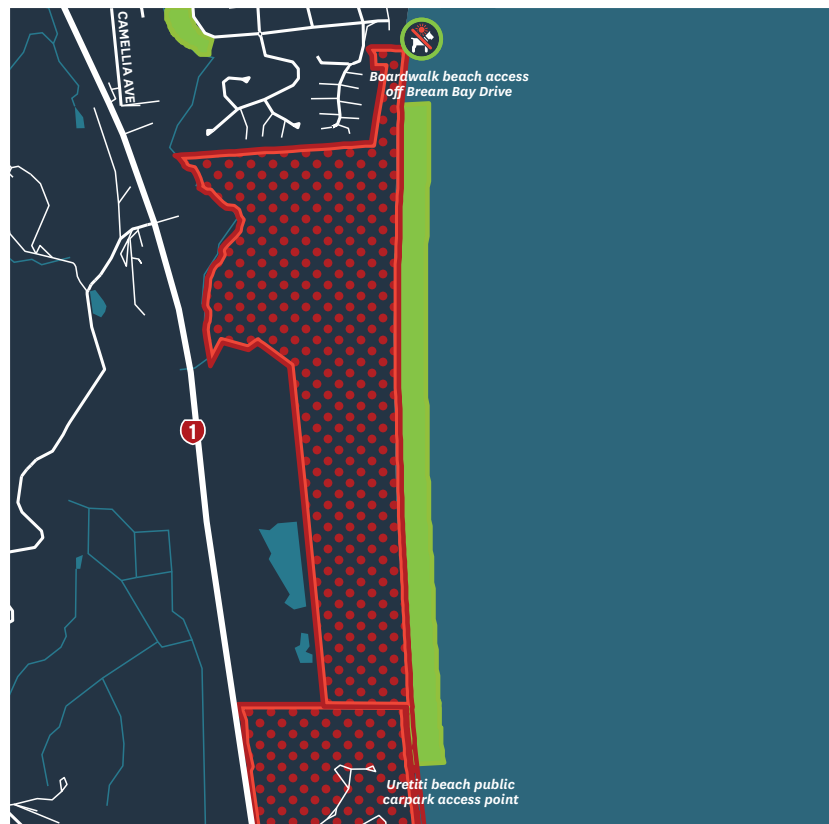 CAMELLIA AVE
Boardwalk beach access
off Bream Bay Drive
1
Uretiti beach public
carpark access point